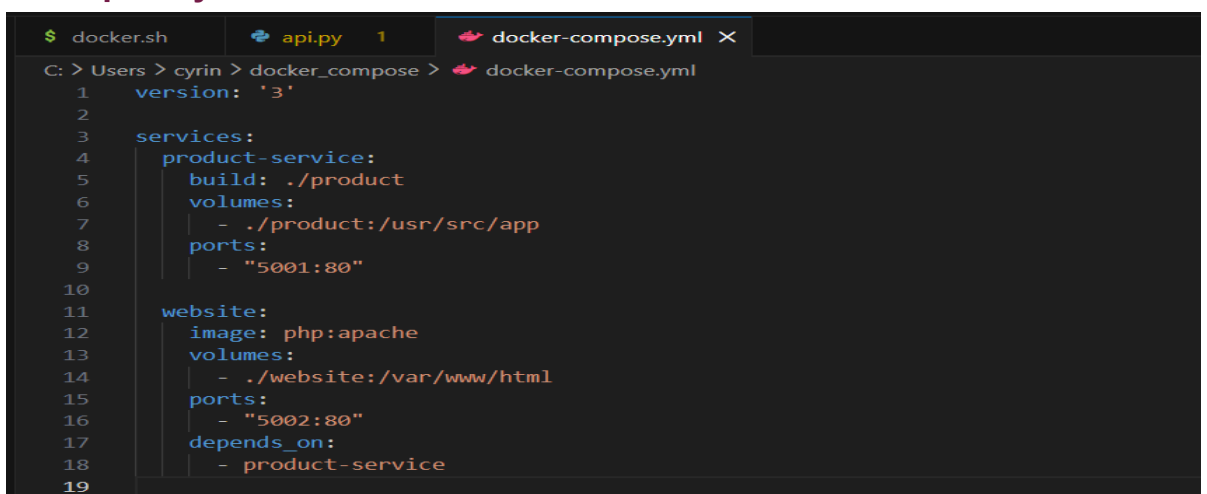 docker.sh api.py 1 docker-compose.yml
C: > Users > cyrin > docker_compose > docker-compose.yml
1 version: '3'
2
3 services:
4   product-service:
5     build: ./product
6     volumes:
7       - ./product:/usr/src/app
8     ports:
9       - "5001:80"
10
11   website:
12     image: php:apache
13     volumes:
14       - ./website:/var/www/html
15     ports:
16       - "5002:80"
17     depends_on:
18       - product-service
19